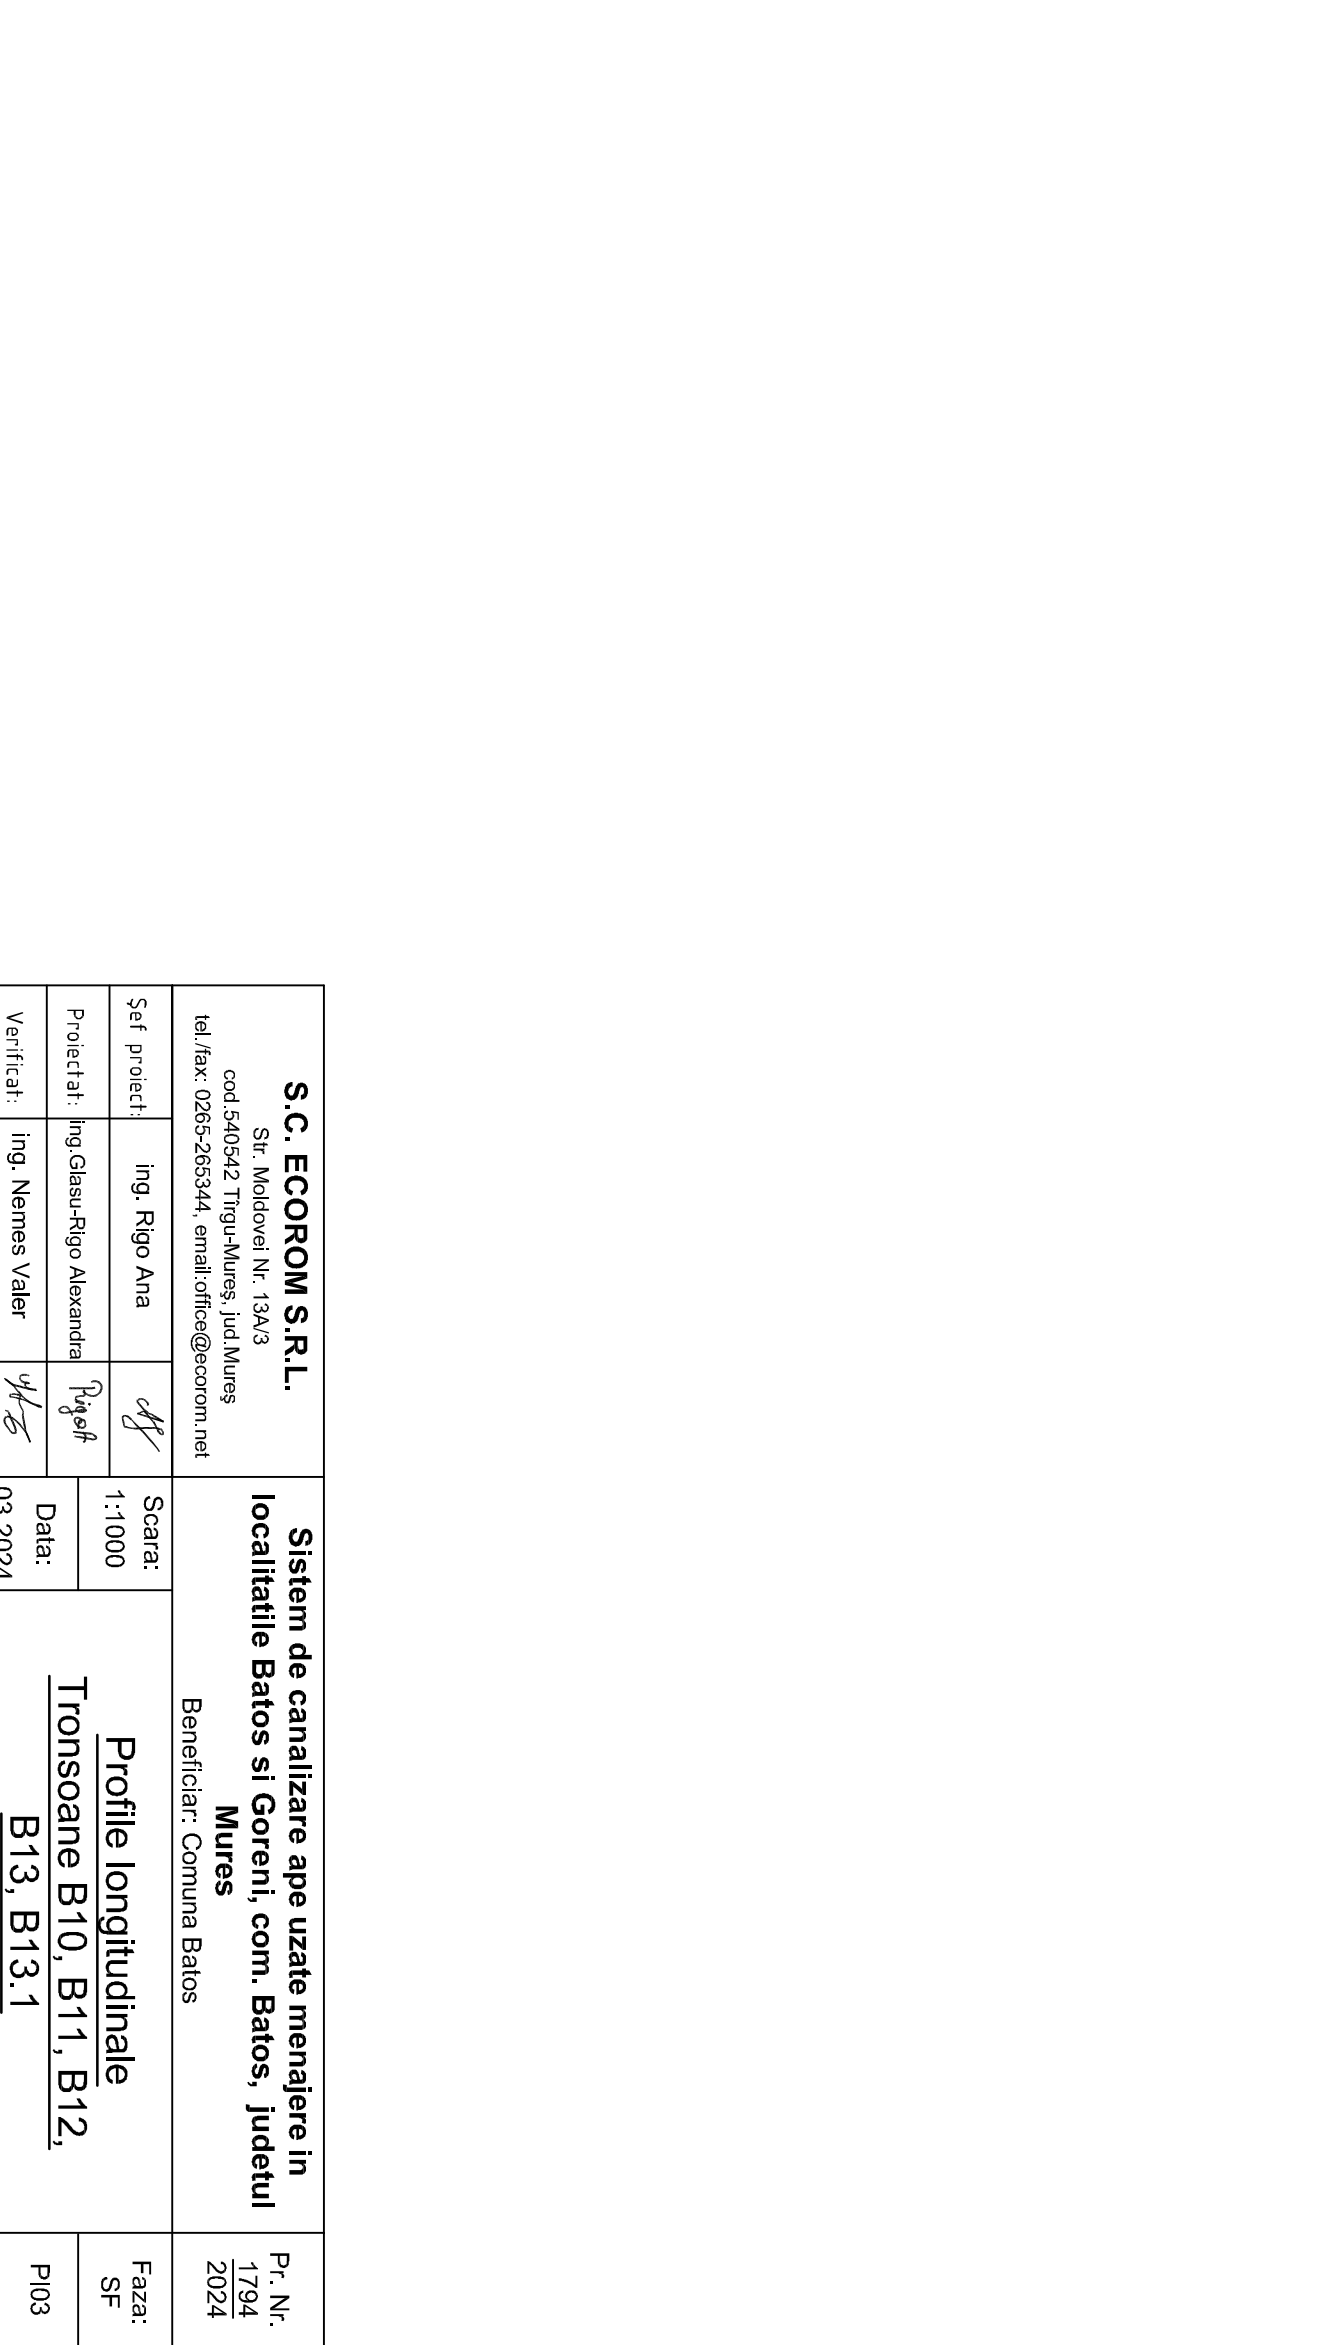 S.C. ECOROM S.R.L.
Str. Moldovei Nr. 13A/3
cod.540542 Tîrgu-Mureş, jud.Mureş
tel./fax: 0265-265344, email:office@ecorom.net
Sistem de canalizare ape uzate menajere in
localitatile Batos si Goreni, com. Batos, judetul
Mures
Beneficiar: Comuna Batos
Pr. Nr.
1794
2024
Şef proiect:
ing. Rigo Ana
Proiectat:
ing.Glasu-Rigo Alexandra
Verificat:
ing. Nemes Valer
Scara:
1:1000
Data:
03.2024
Profile longitudinale
Tronsoane B10, B11, B12,
B13, B13.1
Faza:
SF
Pl03